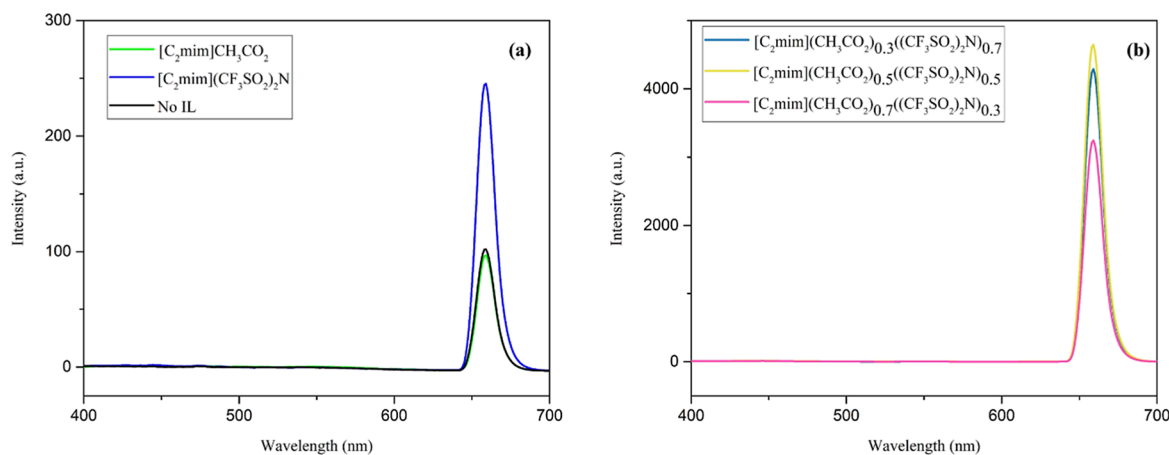 300
200
100
0
Intensity (a.u.)
400
500
600
700
Wavelength (nm)
[C₂mim]CH₃CO₂
[C₂mim](CF₃SO₂)₂N
No IL
(a)
4000
2000
0
Intensity (a.u.)
400
500
600
700
Wavelength (nm)
[C₂mim](CH₃CO₂)₀.₃((CF₃SO₂)₂N)₀.₇
[C₂mim](CH₃CO₂)₀.₅((CF₃SO₂)₂N)₀.₅
[C₂mim](CH₃CO₂)₀.₇((CF₃SO₂)₂N)₀.₃
(b)